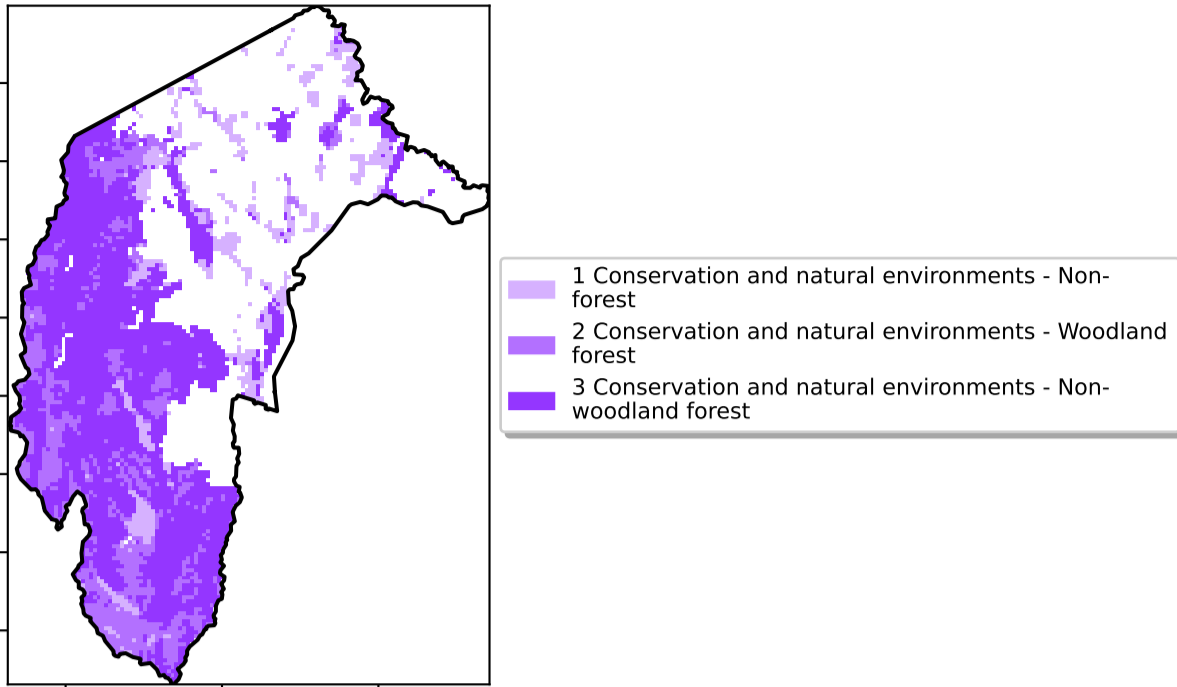 1 Conservation and natural environments - Non-
forest
2 Conservation and natural environments - Woodland
forest
3 Conservation and natural environments - Non-
woodland forest